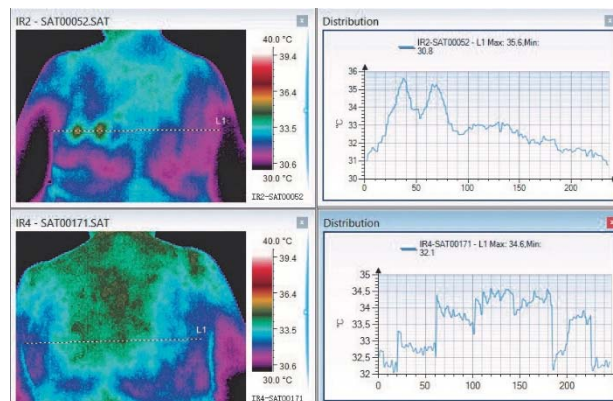 IR2 - SAT00052.SAT
40.0 °C
39.4
36.4
33.5
30.6
30.0 °C
L1
IR2-SAT00052
Distribution
IR2-SAT00052 - L1 Max: 35.6,Min:
30.8
°C
36
35
34
33
32
31
30
0
50
100
150
200
IR4 - SAT00171.SAT
40.0 °C
39.4
36.4
33.5
30.6
30.0 °C
L1
IR4-SAT00171
Distribution
IR4-SAT00171 - L1 Max: 34.6,Min:
32.1
°C
35
34.5
34
33.5
33
32.5
32
0
50
100
150
200